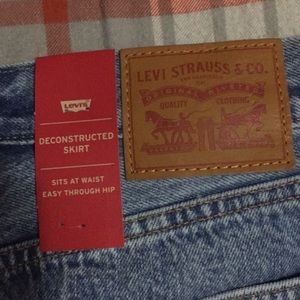 Levi's
DECONSTRUCTED
SKIRT
SITS AT WAIST
EASY THROUGH HIP
LEVI STRAUSS & CO.
ORIGINAL RIVETED
QUALITY CLOTHING